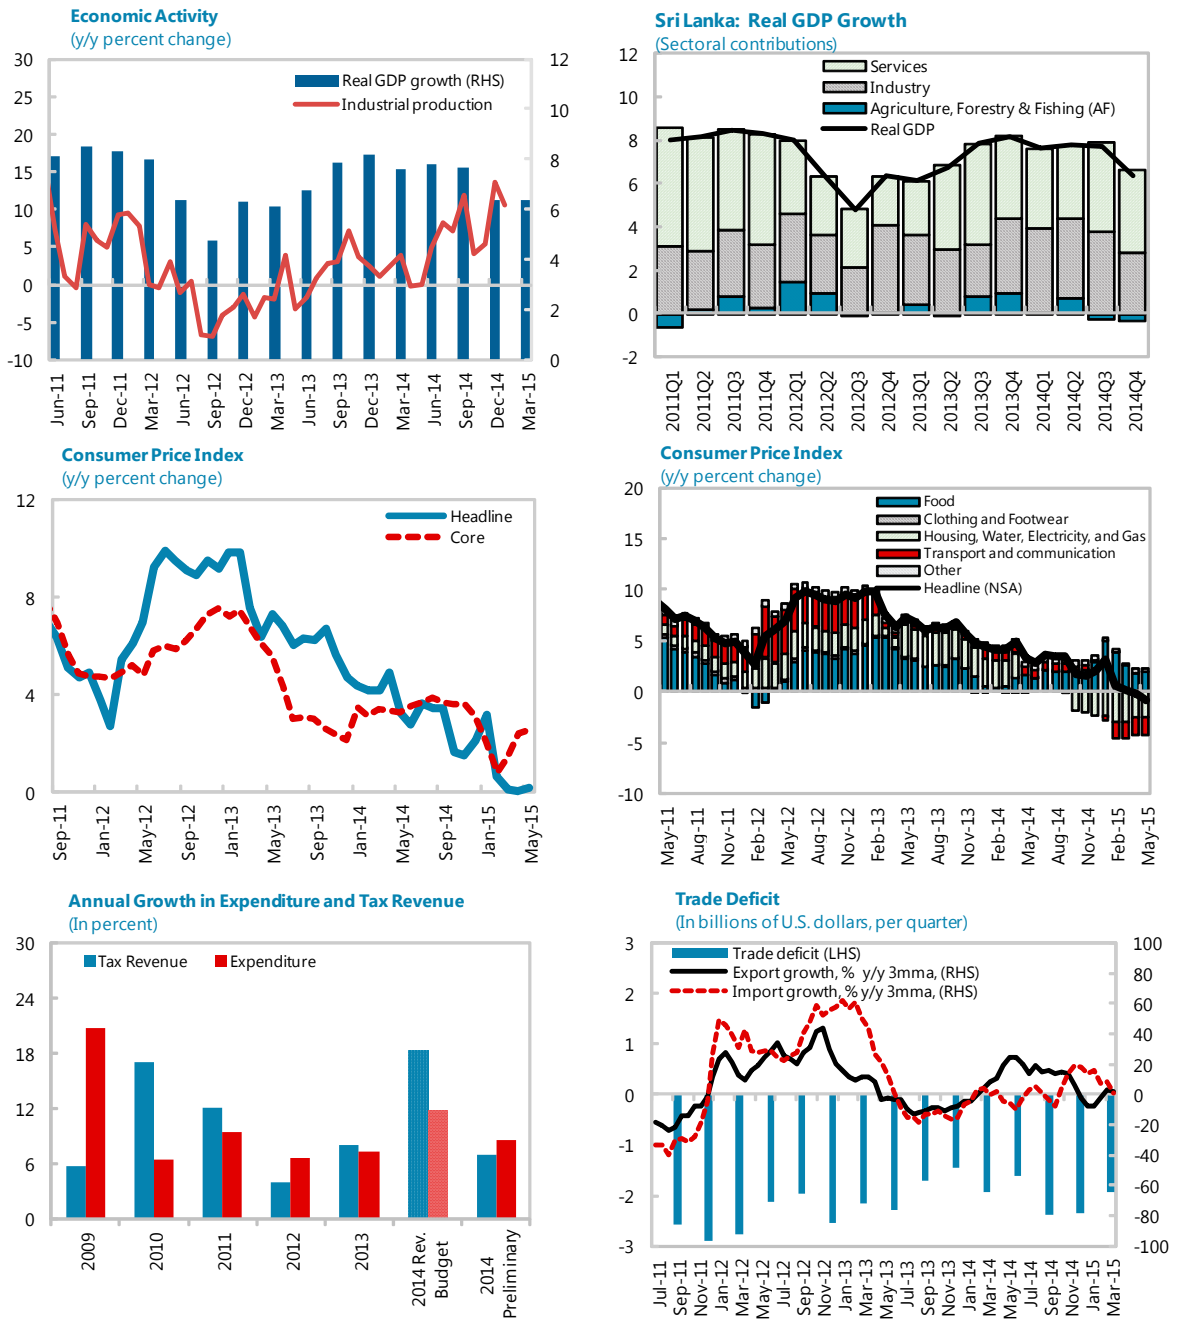 Economic Activity
(y/y percent change)
30
25
20
15
10
5
0
-5
-10
12
10
8
6
4
2
0
Real GDP growth (RHS)
Industrial production
Jun-11
Sep-11
Dec-11
Mar-12
Jun-12
Sep-12
Dec-12
Mar-13
Jun-13
Sep-13
Dec-13
Mar-14
Jun-14
Sep-14
Dec-14
Mar-15
Sri Lanka: Real GDP Growth
(Sectoral contributions)
12
10
8
6
4
2
0
-2
Services
Industry
Agriculture, Forestry & Fishing (AF)
Real GDP
2011Q1
2011Q2
2011Q3
2011Q4
2012Q1
2012Q2
2012Q3
2012Q4
2013Q1
2013Q2
2013Q3
2013Q4
2014Q1
2014Q2
2014Q3
2014Q4
Consumer Price Index
(y/y percent change)
12
8
4
0
Headline
Core
Sep-11
Jan-12
May-12
Sep-12
Jan-13
May-13
Sep-13
Jan-14
May-14
Sep-14
Jan-15
May-15
Consumer Price Index
(y/y percent change)
20
15
10
5
0
-5
-10
Food
Clothing and Footwear
Housing, Water, Electricity, and Gas
Transport and communication
Other
Headline (NSA)
May-11
Aug-11
Nov-11
Feb-12
May-12
Aug-12
Nov-12
Feb-13
May-13
Aug-13
Nov-13
Feb-14
May-14
Aug-14
Nov-14
Feb-15
May-15
Annual Growth in Expenditure and Tax Revenue
(In percent)
30
24
18
12
6
0
Tax Revenue
Expenditure
2009
2010
2011
2012
2013
2014 Rev.
Budget
2014
Preliminary
Trade Deficit
(In billions of U.S. dollars, per quarter)
3
2
1
0
-1
-2
-3
100
80
60
40
20
0
-20
-40
-60
-80
-100
Trade deficit (LHS)
Export growth, % y/y 3mma, (RHS)
Import growth, % y/y 3mma, (RHS)
Jul-11
Sep-11
Nov-11
Jan-12
Mar-12
May-12
Jul-12
Sep-12
Nov-12
Jan-13
Mar-13
May-13
Jul-13
Sep-13
Nov-13
Jan-14
Mar-14
May-14
Jul-14
Sep-14
Nov-14
Jan-15
Mar-15